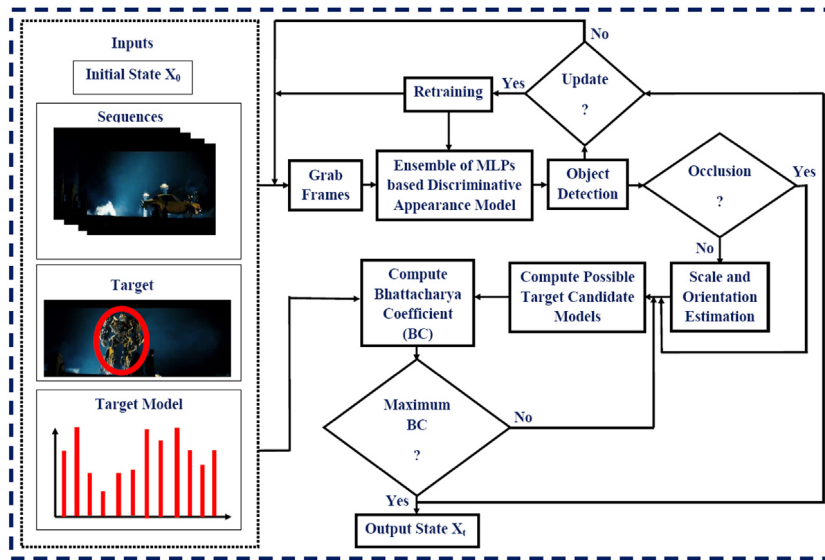 Inputs
Initial State X₀
Sequences
Target
Target Model
No
Update
?
Yes
Retraining
Grab
Frames
Ensemble of MLPs
based Discriminative
Appearance Model
Object
Detection
Occlusion
?
Yes
No
Scale and
Orientation
Estimation
Compute Possible
Target Candidate
Models
Compute
Bhattacharya
Coefficient
(BC)
Maximum
BC
?
No
Yes
Output State Xₜ